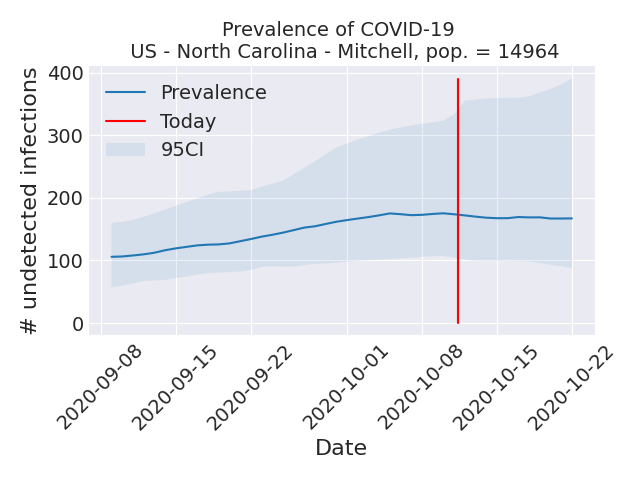 Prevalence of COVID-19
US - North Carolina - Mitchell, pop. = 14964
# undetected infections
400
300
200
100
0
Prevalence
Today
95CI
2020-09-08
2020-09-15
2020-09-22
2020-10-01
2020-10-08
2020-10-15
2020-10-22
Date